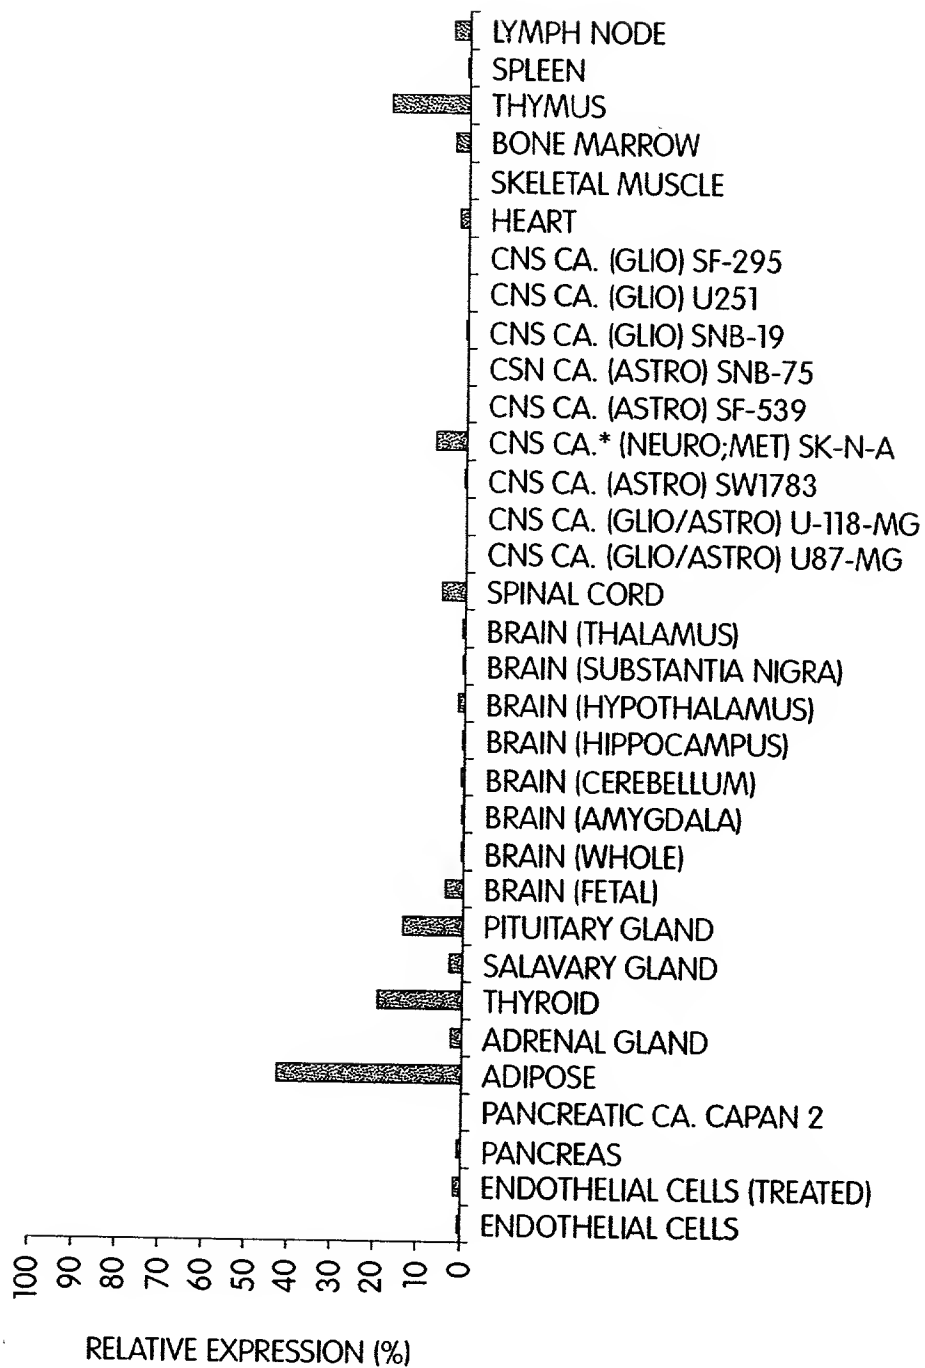 LYMPH NODE
SPLEEN
THYMUS
BONE MARROW
SKELETAL MUSCLE
HEART
CNS CA. (GLIO) SF-295
CNS CA. (GLIO) U251
CNS CA. (GLIO) SNB-19
CSN CA. (ASTRO) SNB-75
CNS CA. (ASTRO) SF-539
CNS CA.* (NEURO;MET) SK-N-A
CNS CA. (ASTRO) SW1783
CNS CA. (GLIO/ASTRO) U-118-MG
CNS CA. (GLIO/ASTRO) U87-MG
SPINAL CORD
BRAIN (THALAMUS)
BRAIN (SUBSTANTIA NIGRA)
BRAIN (HYPOTHALAMUS)
BRAIN (HIPPOCAMPUS)
BRAIN (CEREBELLUM)
BRAIN (AMYGDALA)
BRAIN (WHOLE)
BRAIN (FETAL)
PITUITARY GLAND
SALAVARY GLAND
THYROID
ADRENAL GLAND
ADIPOSE
PANCREATIC CA. CAPAN 2
PANCREAS
ENDOTHELIAL CELLS (TREATED)
ENDOTHELIAL CELLS
100 90 80 70 60 50 40 30 20 10 0
RELATIVE EXPRESSION (%)